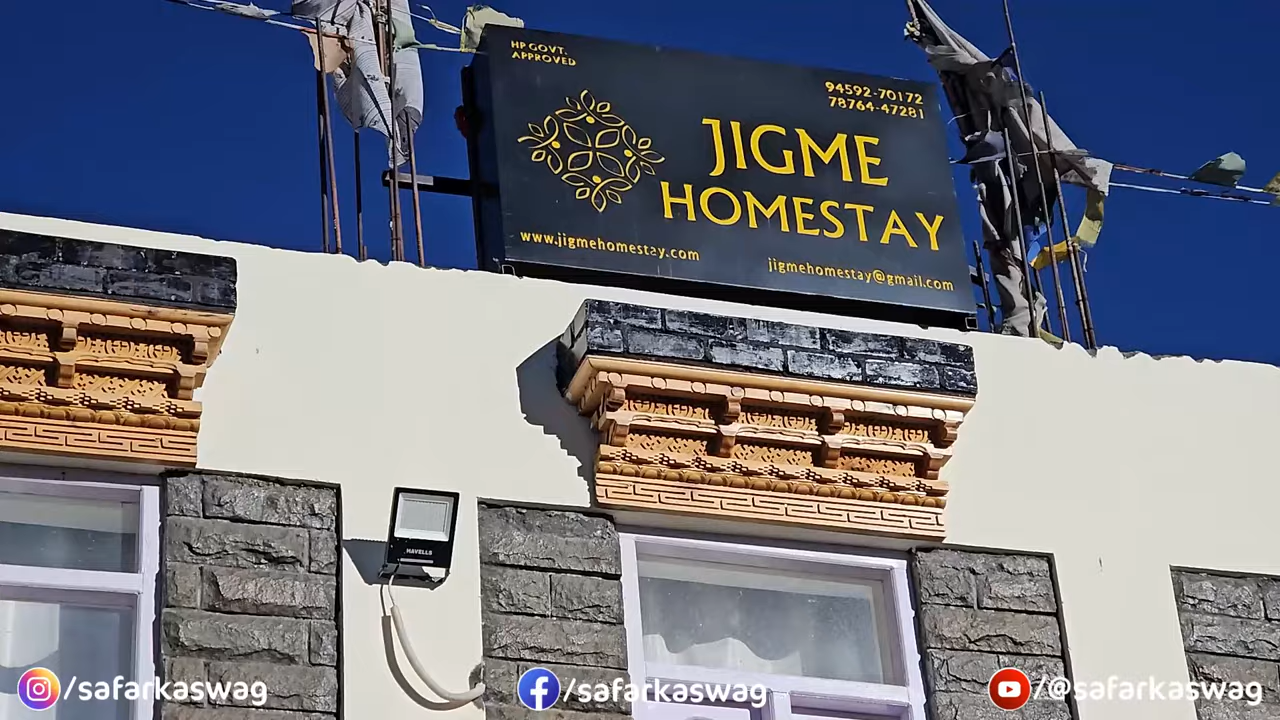 HP GOVT.
APPROVED
94592-70172
78764-47281
JIGME
HOMESTAY
www.jigmehomestay.com
jigmehomestay@gmail.com
HAVELLS
/safarkaswag
/safarkaswag
/@safarkaswag